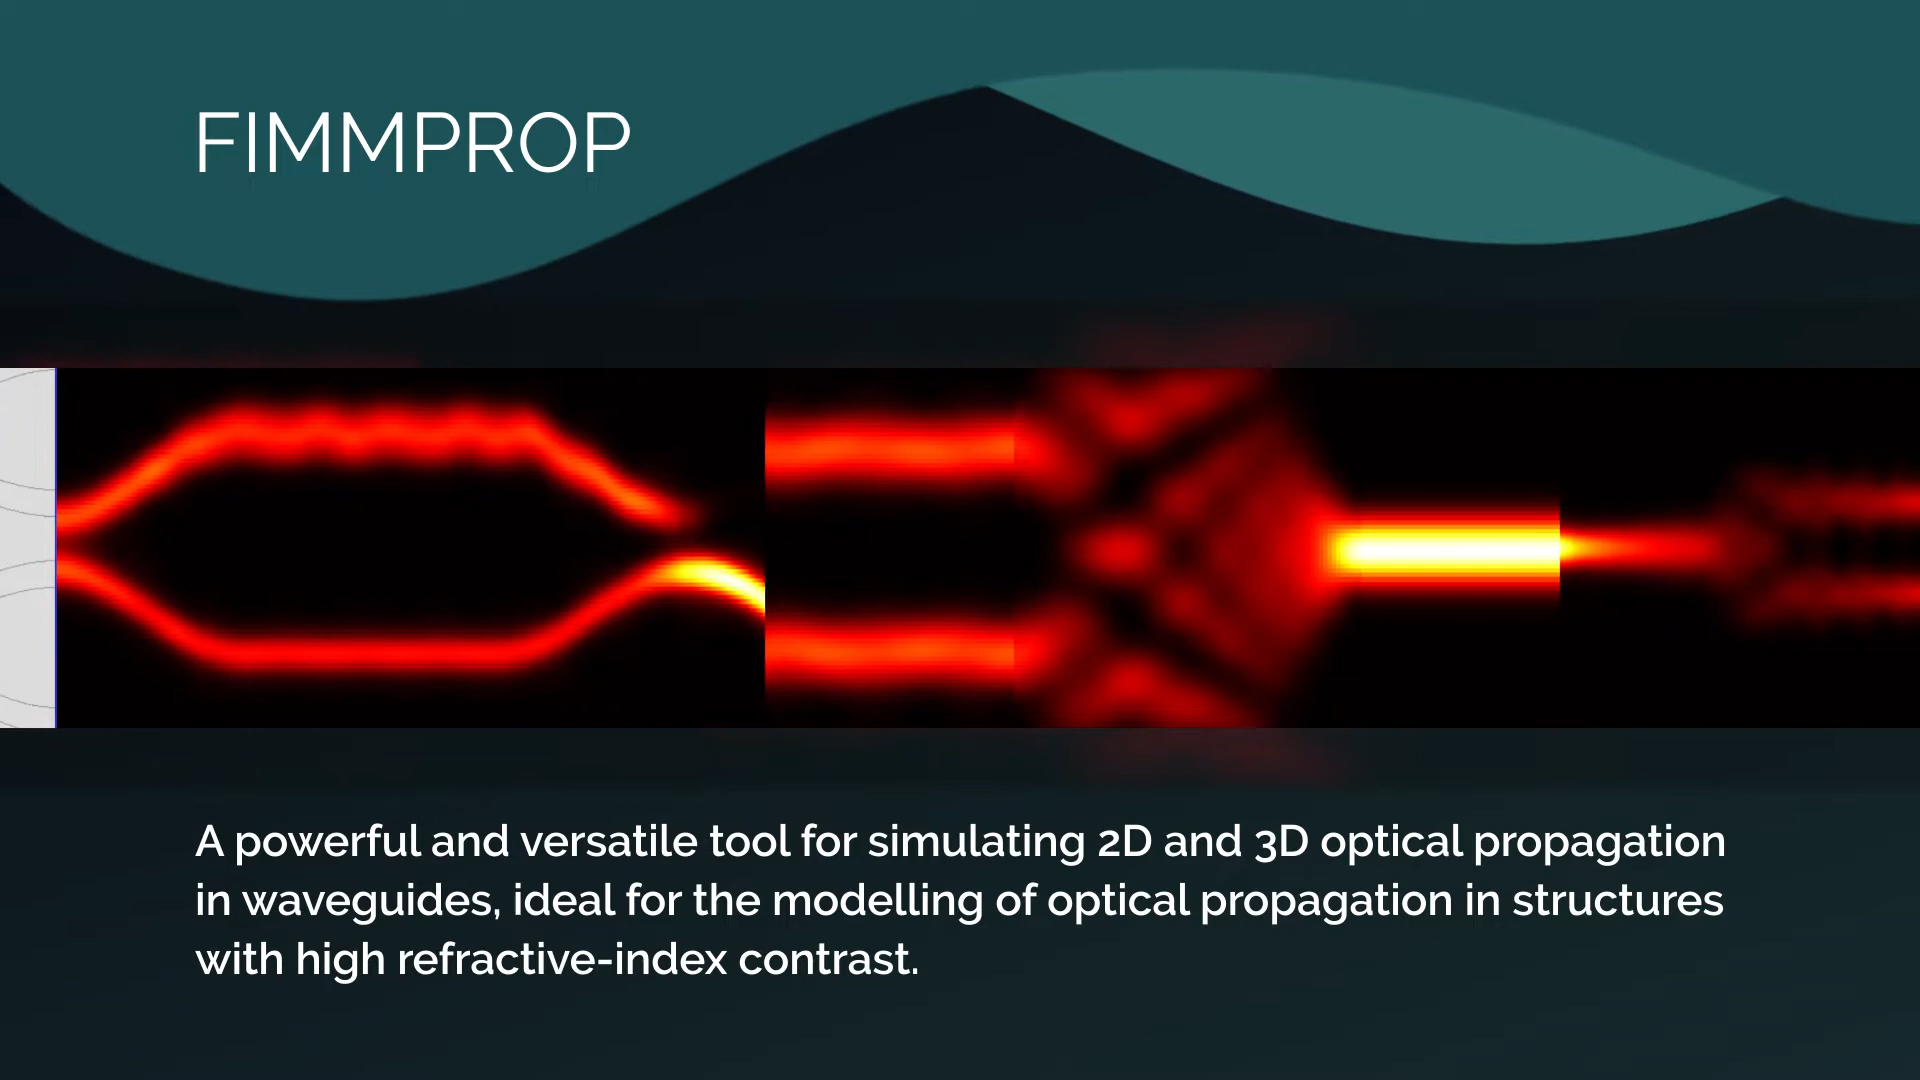 FIMMPROP
A powerful and versatile tool for simulating 2D and 3D optical propagation
in waveguides, ideal for the modelling of optical propagation in structures
with high refractive-index contrast.